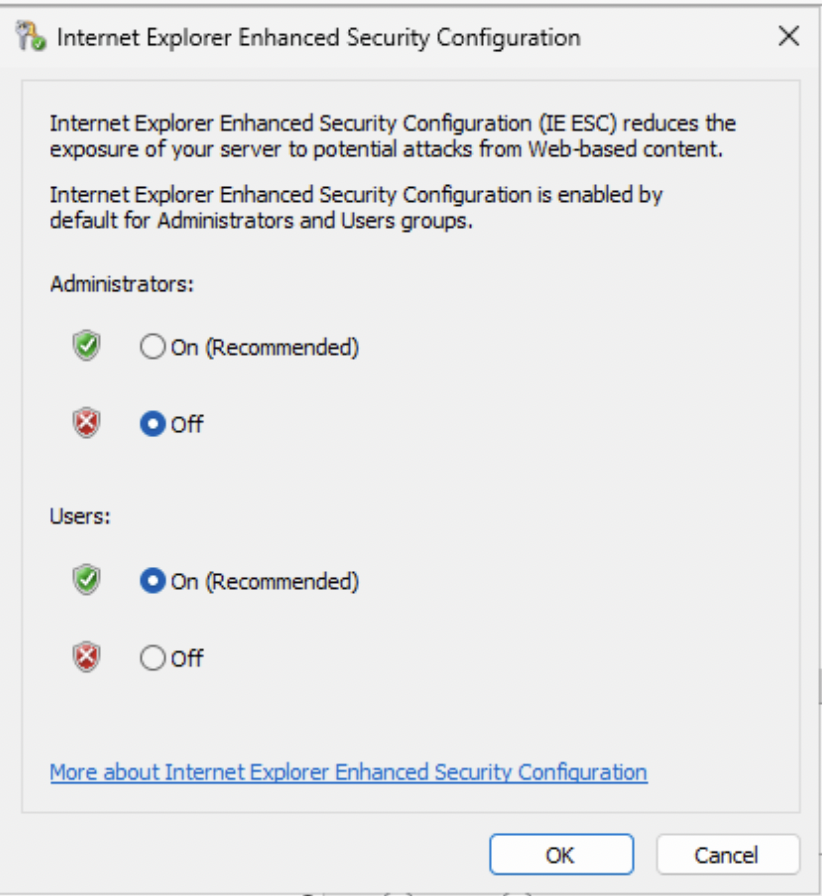 Internet Explorer Enhanced Security Configuration
Internet Explorer Enhanced Security Configuration (IE ESC) reduces the
exposure of your server to potential attacks from Web-based content.
Internet Explorer Enhanced Security Configuration is enabled by
default for Administrators and Users groups.
Administrators:
On (Recommended)
Off
Users:
On (Recommended)
Off
More about Internet Explorer Enhanced Security Configuration
OK Cancel